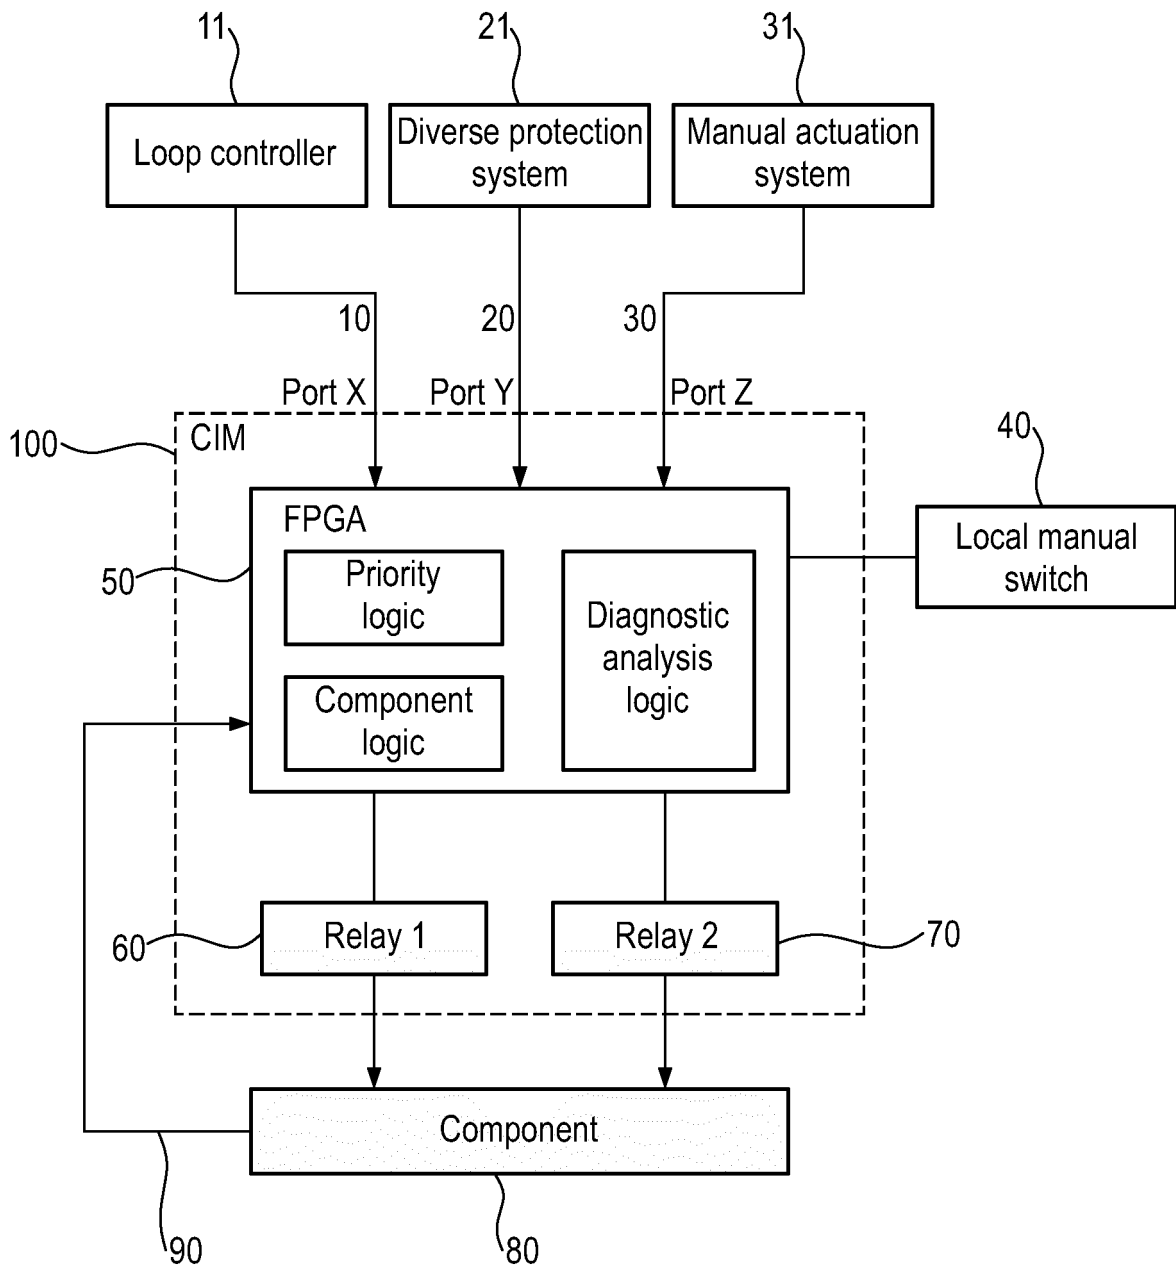 11
21
31
Loop controller
Diverse protection
system
Manual actuation
system
10
20
30
Port X
Port Y
Port Z
100
CIM
40
FPGA
Local manual
switch
50
Priority
logic
Diagnostic
analysis
logic
Component
logic
60
Relay 1
Relay 2
70
Component
90
80